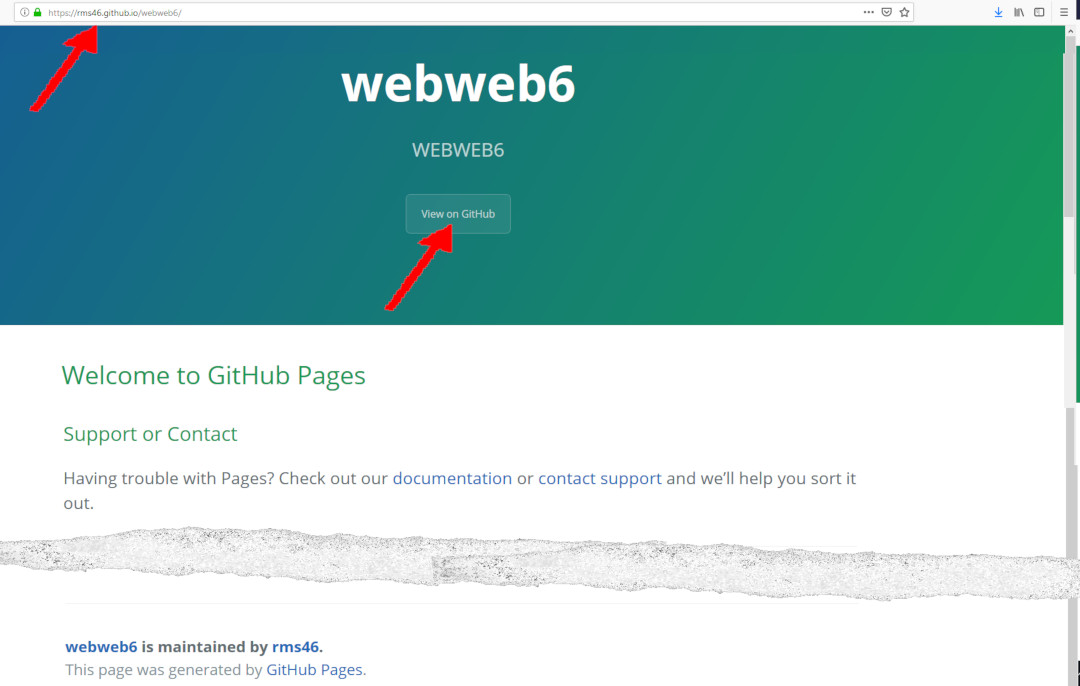 https://rms46.github.io/webweb6/
webweb6
WEBWEB6
View on GitHub
Welcome to GitHub Pages
Support or Contact
Having trouble with Pages? Check out our documentation or contact support and we’ll help you sort it
out.
webweb6 is maintained by rms46.
This page was generated by GitHub Pages.